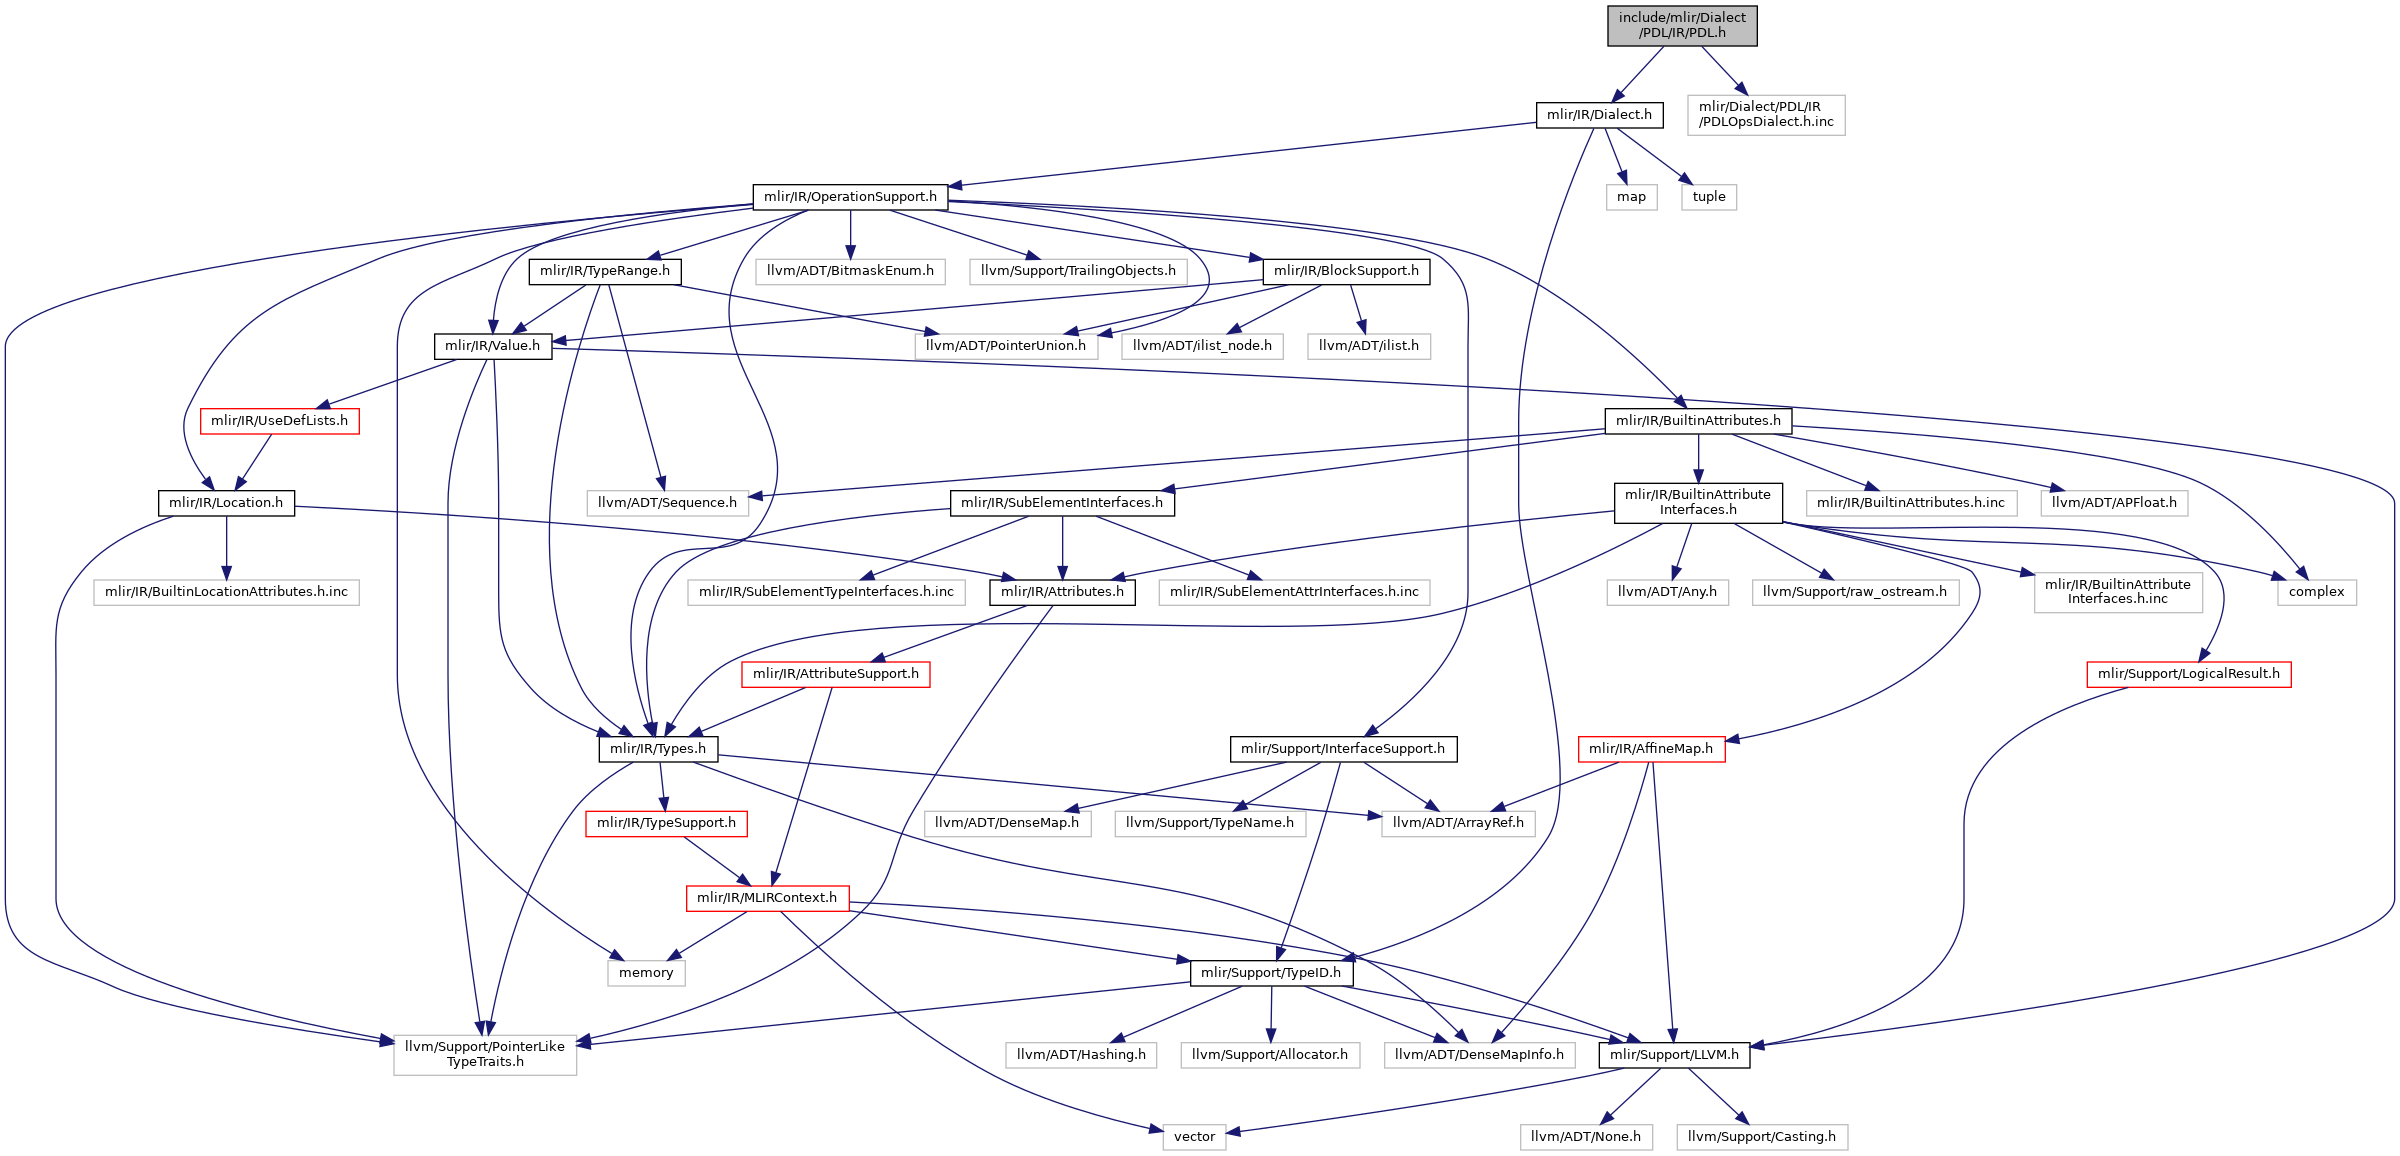 include/mlir/Dialect
/PDL/IR/PDL.h
mlir/IR/Dialect.h
mlir/Dialect/PDL/IR
/PDLOpsDialect.h.inc
mlir/IR/OperationSupport.h
map
tuple
mlir/IR/TypeRange.h
llvm/ADT/BitmaskEnum.h
llvm/Support/TrailingObjects.h
mlir/IR/BlockSupport.h
mlir/IR/Value.h
llvm/ADT/PointerUnion.h
llvm/ADT/ilist_node.h
llvm/ADT/ilist.h
mlir/IR/UseDefLists.h
mlir/IR/BuiltinAttributes.h
mlir/IR/Location.h
llvm/ADT/Sequence.h
mlir/IR/SubElementInterfaces.h
mlir/IR/BuiltinAttribute
Interfaces.h
mlir/IR/BuiltinAttributes.h.inc
llvm/ADT/APFloat.h
mlir/IR/BuiltinLocationAttributes.h.inc
mlir/IR/SubElementTypeInterfaces.h.inc
mlir/IR/Attributes.h
mlir/IR/SubElementAttrInterfaces.h.inc
llvm/ADT/Any.h
llvm/Support/raw_ostream.h
mlir/IR/BuiltinAttribute
Interfaces.h.inc
complex
mlir/IR/AttributeSupport.h
mlir/Support/LogicalResult.h
mlir/IR/Types.h
mlir/Support/InterfaceSupport.h
mlir/IR/AffineMap.h
mlir/IR/TypeSupport.h
llvm/ADT/DenseMap.h
llvm/Support/TypeName.h
llvm/ADT/ArrayRef.h
mlir/IR/MLIRContext.h
memory
mlir/Support/TypeID.h
llvm/Support/PointerLike
TypeTraits.h
llvm/ADT/Hashing.h
llvm/Support/Allocator.h
llvm/ADT/DenseMapInfo.h
mlir/Support/LLVM.h
vector
llvm/ADT/None.h
llvm/Support/Casting.h